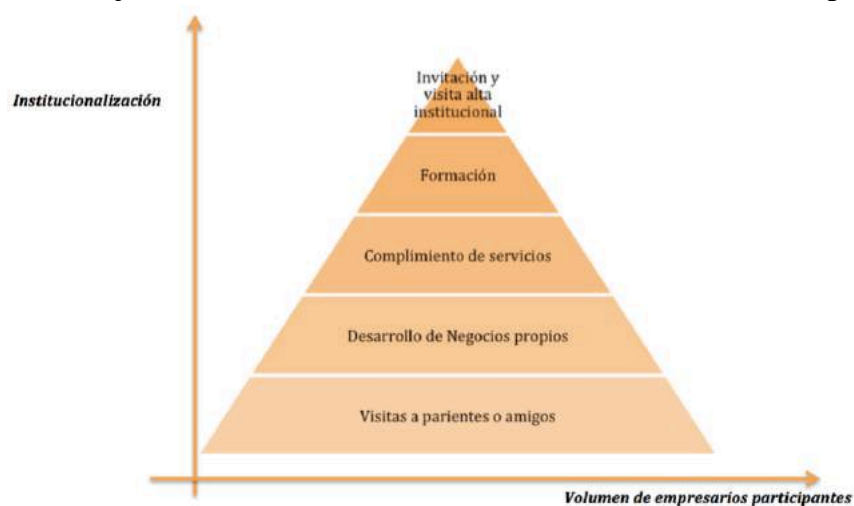 Institucionalización
Invitación y
visita alta
institucional
Formación
Complimiento de servicios
Desarrollo de Negocios propios
Visitas a parientes o amigos
Volumen de empresarios participantes